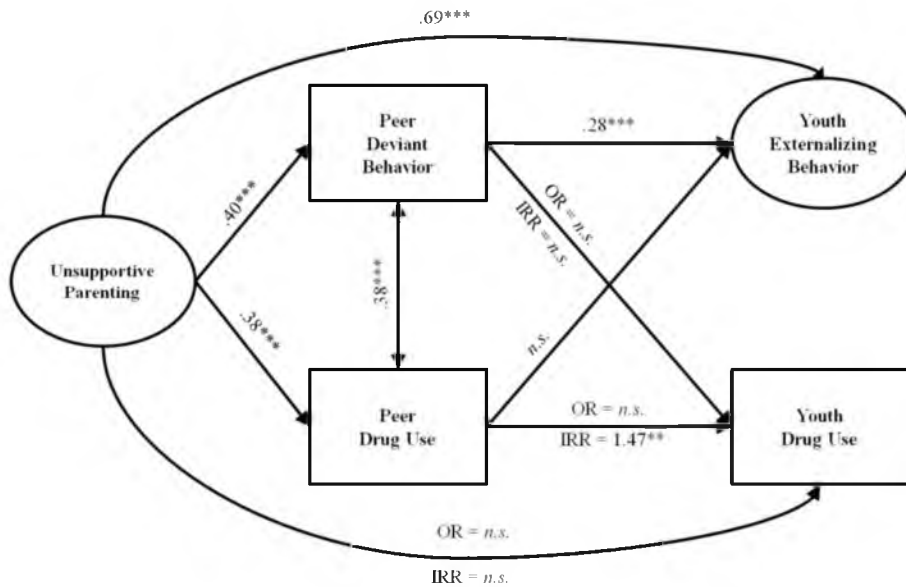 .69***
Peer
Deviant
Behavior
.28***
Youth
Externalizing
Behavior
.40***
OR = n.s.
IRR = n.s.
Unsupportive
Parenting
.38***
.38***
n.s.
Peer
Drug Use
OR = n.s.
IRR = 1.47**
Youth
Drug Use
OR = n.s.
IRR = n.s.